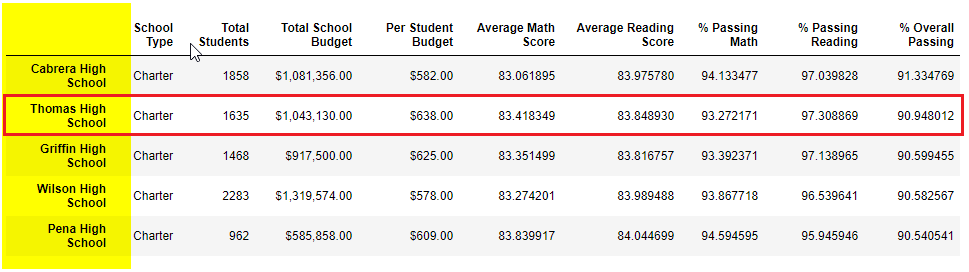 School Type Total Students Total School Budget Per Student Budget Average Math Score Average Reading Score % Passing Math % Passing Reading % Overall Passing
Cabrera High School Charter 1858 $1,081,356.00 $582.00 83.061895 83.975780 94.133477 97.039828 91.334769
Thomas High School Charter 1635 $1,043,130.00 $638.00 83.418349 83.848930 93.272171 97.308869 90.948012
Griffin High School Charter 1468 $917,500.00 $625.00 83.351499 83.816757 93.392371 97.138965 90.599455
Wilson High School Charter 2283 $1,319,574.00 $578.00 83.274201 83.989488 93.867718 96.539641 90.582567
Pena High School Charter 962 $585,858.00 $609.00 83.839917 84.044699 94.594595 95.945946 90.540541